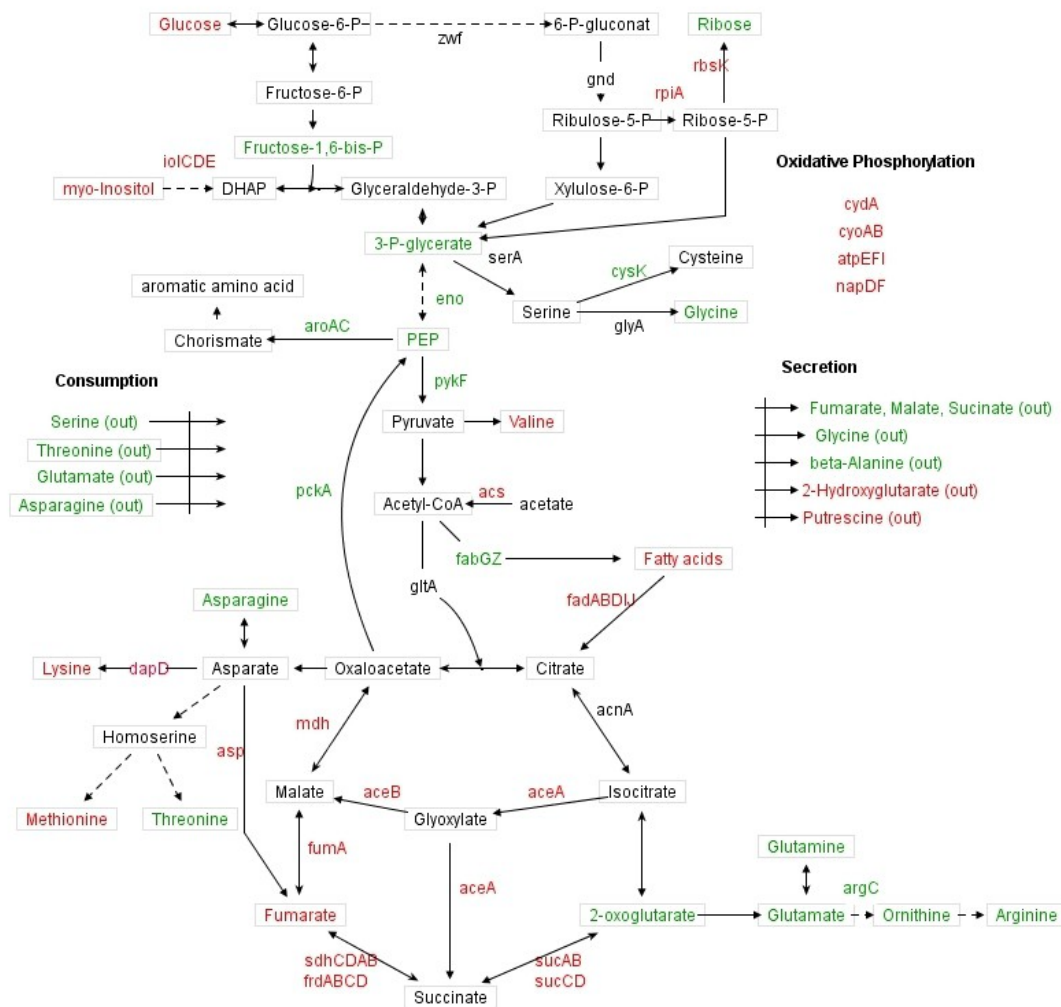 Glucose
Glucose-6-P
zwf
6-P-gluconat
Ribose
rbsK
gnd
Fructose-6-P
rpiA
Ribulose-5-P
Ribose-5-P
Fructose-1,6-bis-P
iolCDE
Oxidative Phosphorylation
myo-Inositol
DHAP
Glyceraldehyde-3-P
Xylulose-6-P
cydA
cyoAB
atpEFI
napDF
3-P-glycerate
serA
Cysteine
cysK
aromatic amino acid
eno
Serine
glyA
Glycine
aroAC
Chorismate
PEP
Consumption
pykF
Secretion
Serine (out)
Threonine (out)
Glutamate (out)
Asparagine (out)
Pyruvate
Valine
Fumarate, Malate, Sucinate (out)
Glycine (out)
beta-Alanine (out)
2-Hydroxyglutarate (out)
Putrescine (out)
pckA
acs
Acetyl-CoA
acetate
fabGZ
Fatty acids
gltA
fadABDIJ
Asparagine
Lysine
dapD
Asparate
Oxaloacetate
Citrate
acnA
mdh
Homoserine
asp
Malate
aceB
aceA
Isocitrate
Glyoxylate
Methionine
Threonine
fumA
Glutamine
aceA
argC
Fumarate
2-oxoglutarate
Glutamate
Ornithine
Arginine
sdhCDAB
frdABCD
sucAB
sucCD
Succinate